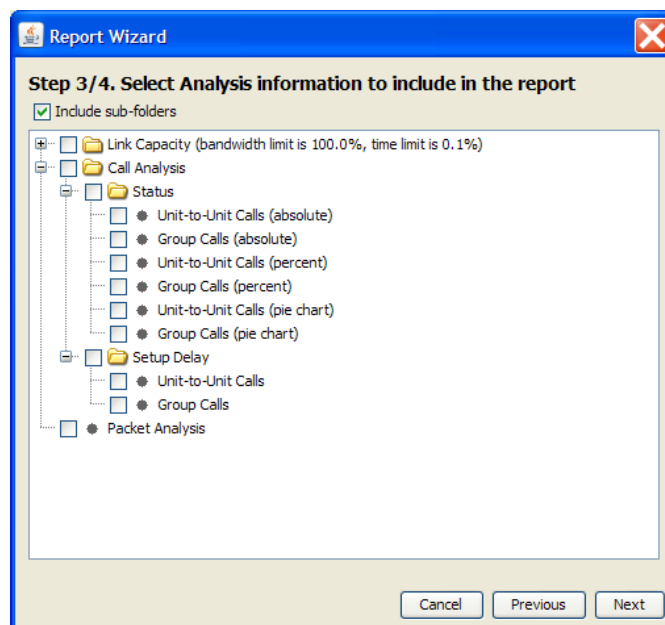 Report Wizard
Step 3/4. Select Analysis information to include in the report
Include sub-folders
Link Capacity (bandwidth limit is 100.0%, time limit is 0.1%)
Call Analysis
Status
Unit-to-Unit Calls (absolute)
Group Calls (absolute)
Unit-to-Unit Calls (percent)
Group Calls (percent)
Unit-to-Unit Calls (pie chart)
Group Calls (pie chart)
Setup Delay
Unit-to-Unit Calls
Group Calls
Packet Analysis
Cancel Previous Next